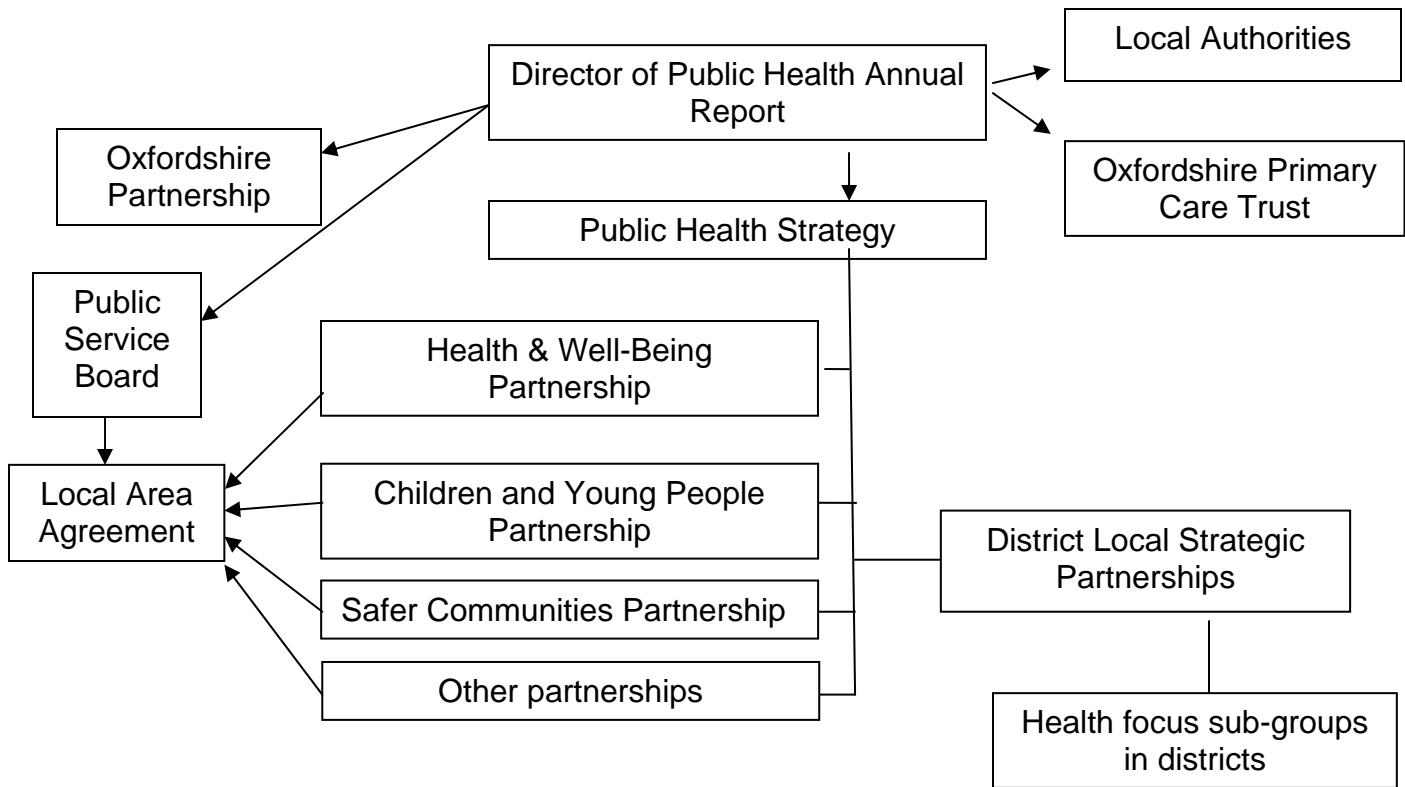 Local Authorities
Director of Public Health Annual
Report
Oxfordshire
Partnership
Oxfordshire Primary
Care Trust
Public Health Strategy
Public
Service
Board
Health & Well-Being
Partnership
Local Area
Agreement
Children and Young People
Partnership
District Local Strategic
Partnerships
Safer Communities Partnership
Other partnerships
Health focus sub-groups
in districts